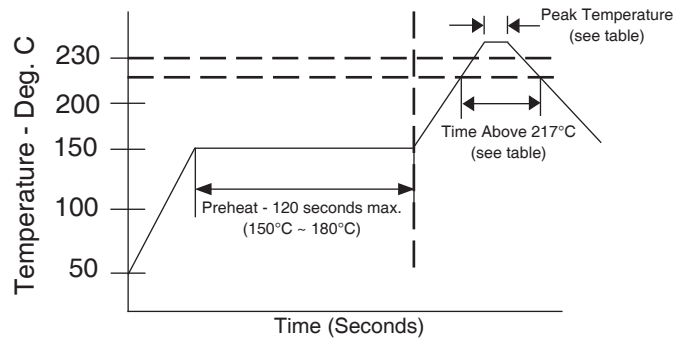 Peak Temperature
(see table)
Temperature - Deg. C
230
200
150
100
50
Time Above 217°C
(see table)
Preheat - 120 seconds max.
(150°C ~ 180°C)
Time (Seconds)